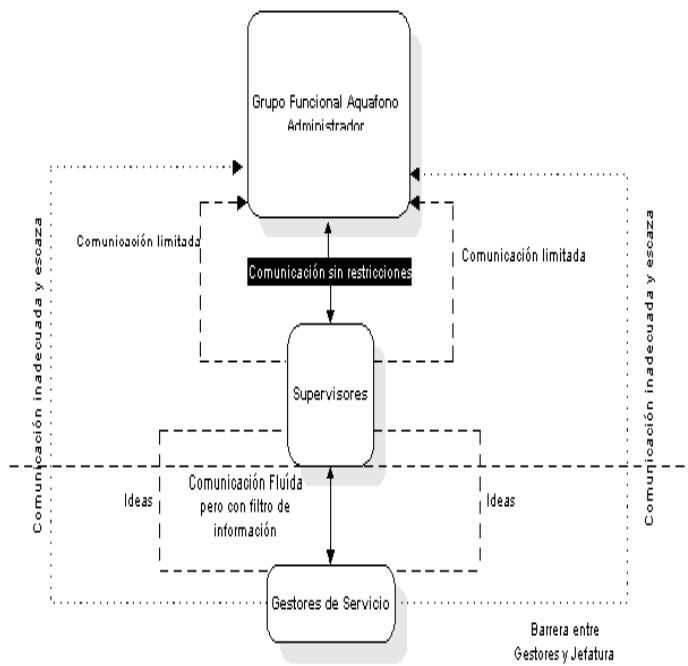 Grupo Funcional Aquafono
Administrador
Comunicación limitada
Comunicación sin restricciones
Comunicación limitada
Comunicación inadecuada y escaza
Comunicación inadecuada y escaza
Supervisores
Ideas
Comunicación Fluída
pero con filtro de
información
Ideas
Gestores de Servicio
Barrera entre
Gestores y Jefatura